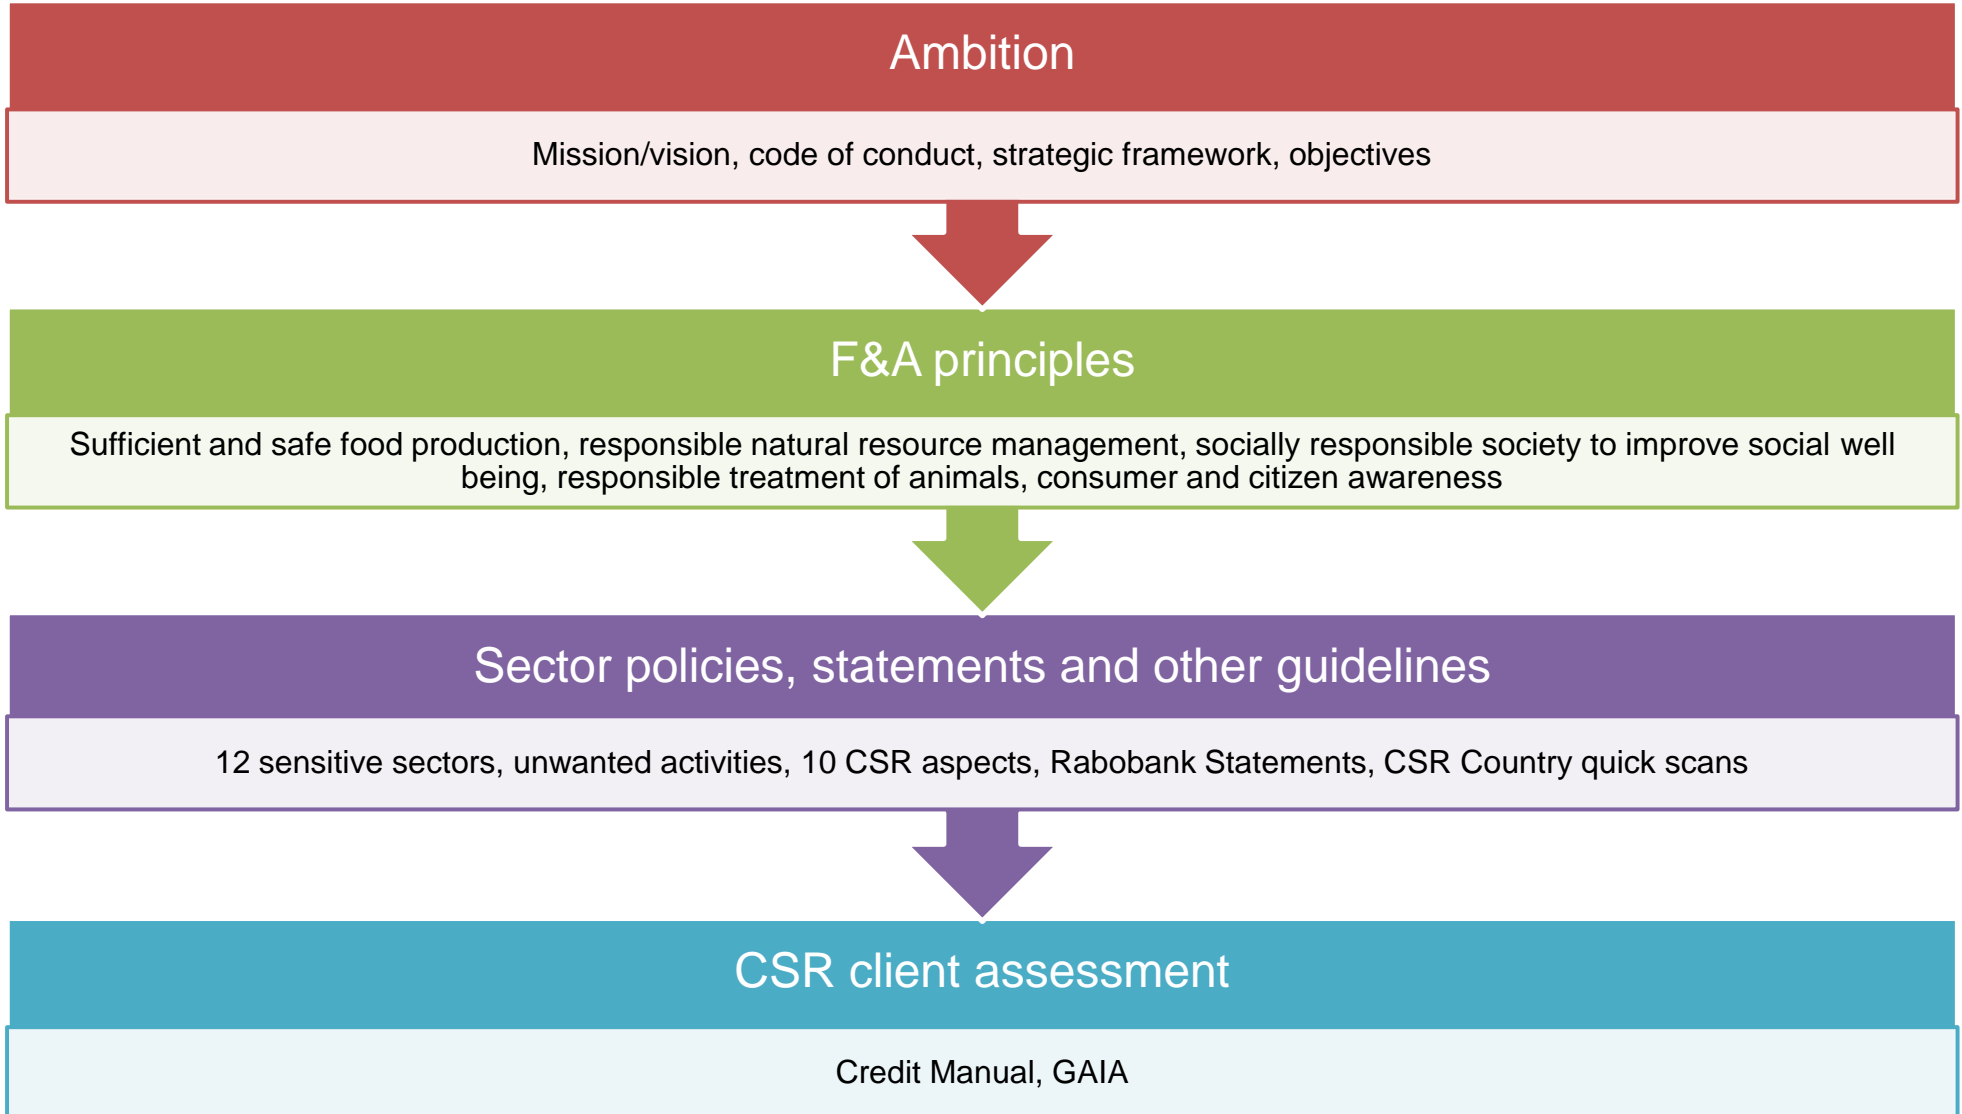 Ambition
Mission/vision, code of conduct, strategic framework, objectives
F&A principles
Sufficient and safe food production, responsible natural resource management, socially responsible society to improve social well
being, responsible treatment of animals, consumer and citizen awareness
Sector policies, statements and other guidelines
12 sensitive sectors, unwanted activities, 10 CSR aspects, Rabobank Statements, CSR Country quick scans
CSR client assessment
Credit Manual, GAIA